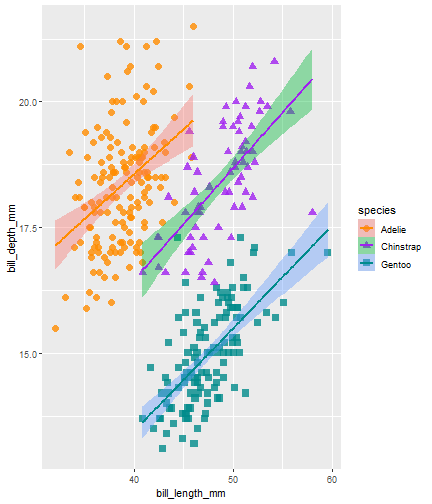 bill_depth_mm
20.0
17.5
15.0
40
50
60
bill_length_mm
species
Adelie
Chinstrap
Gentoo